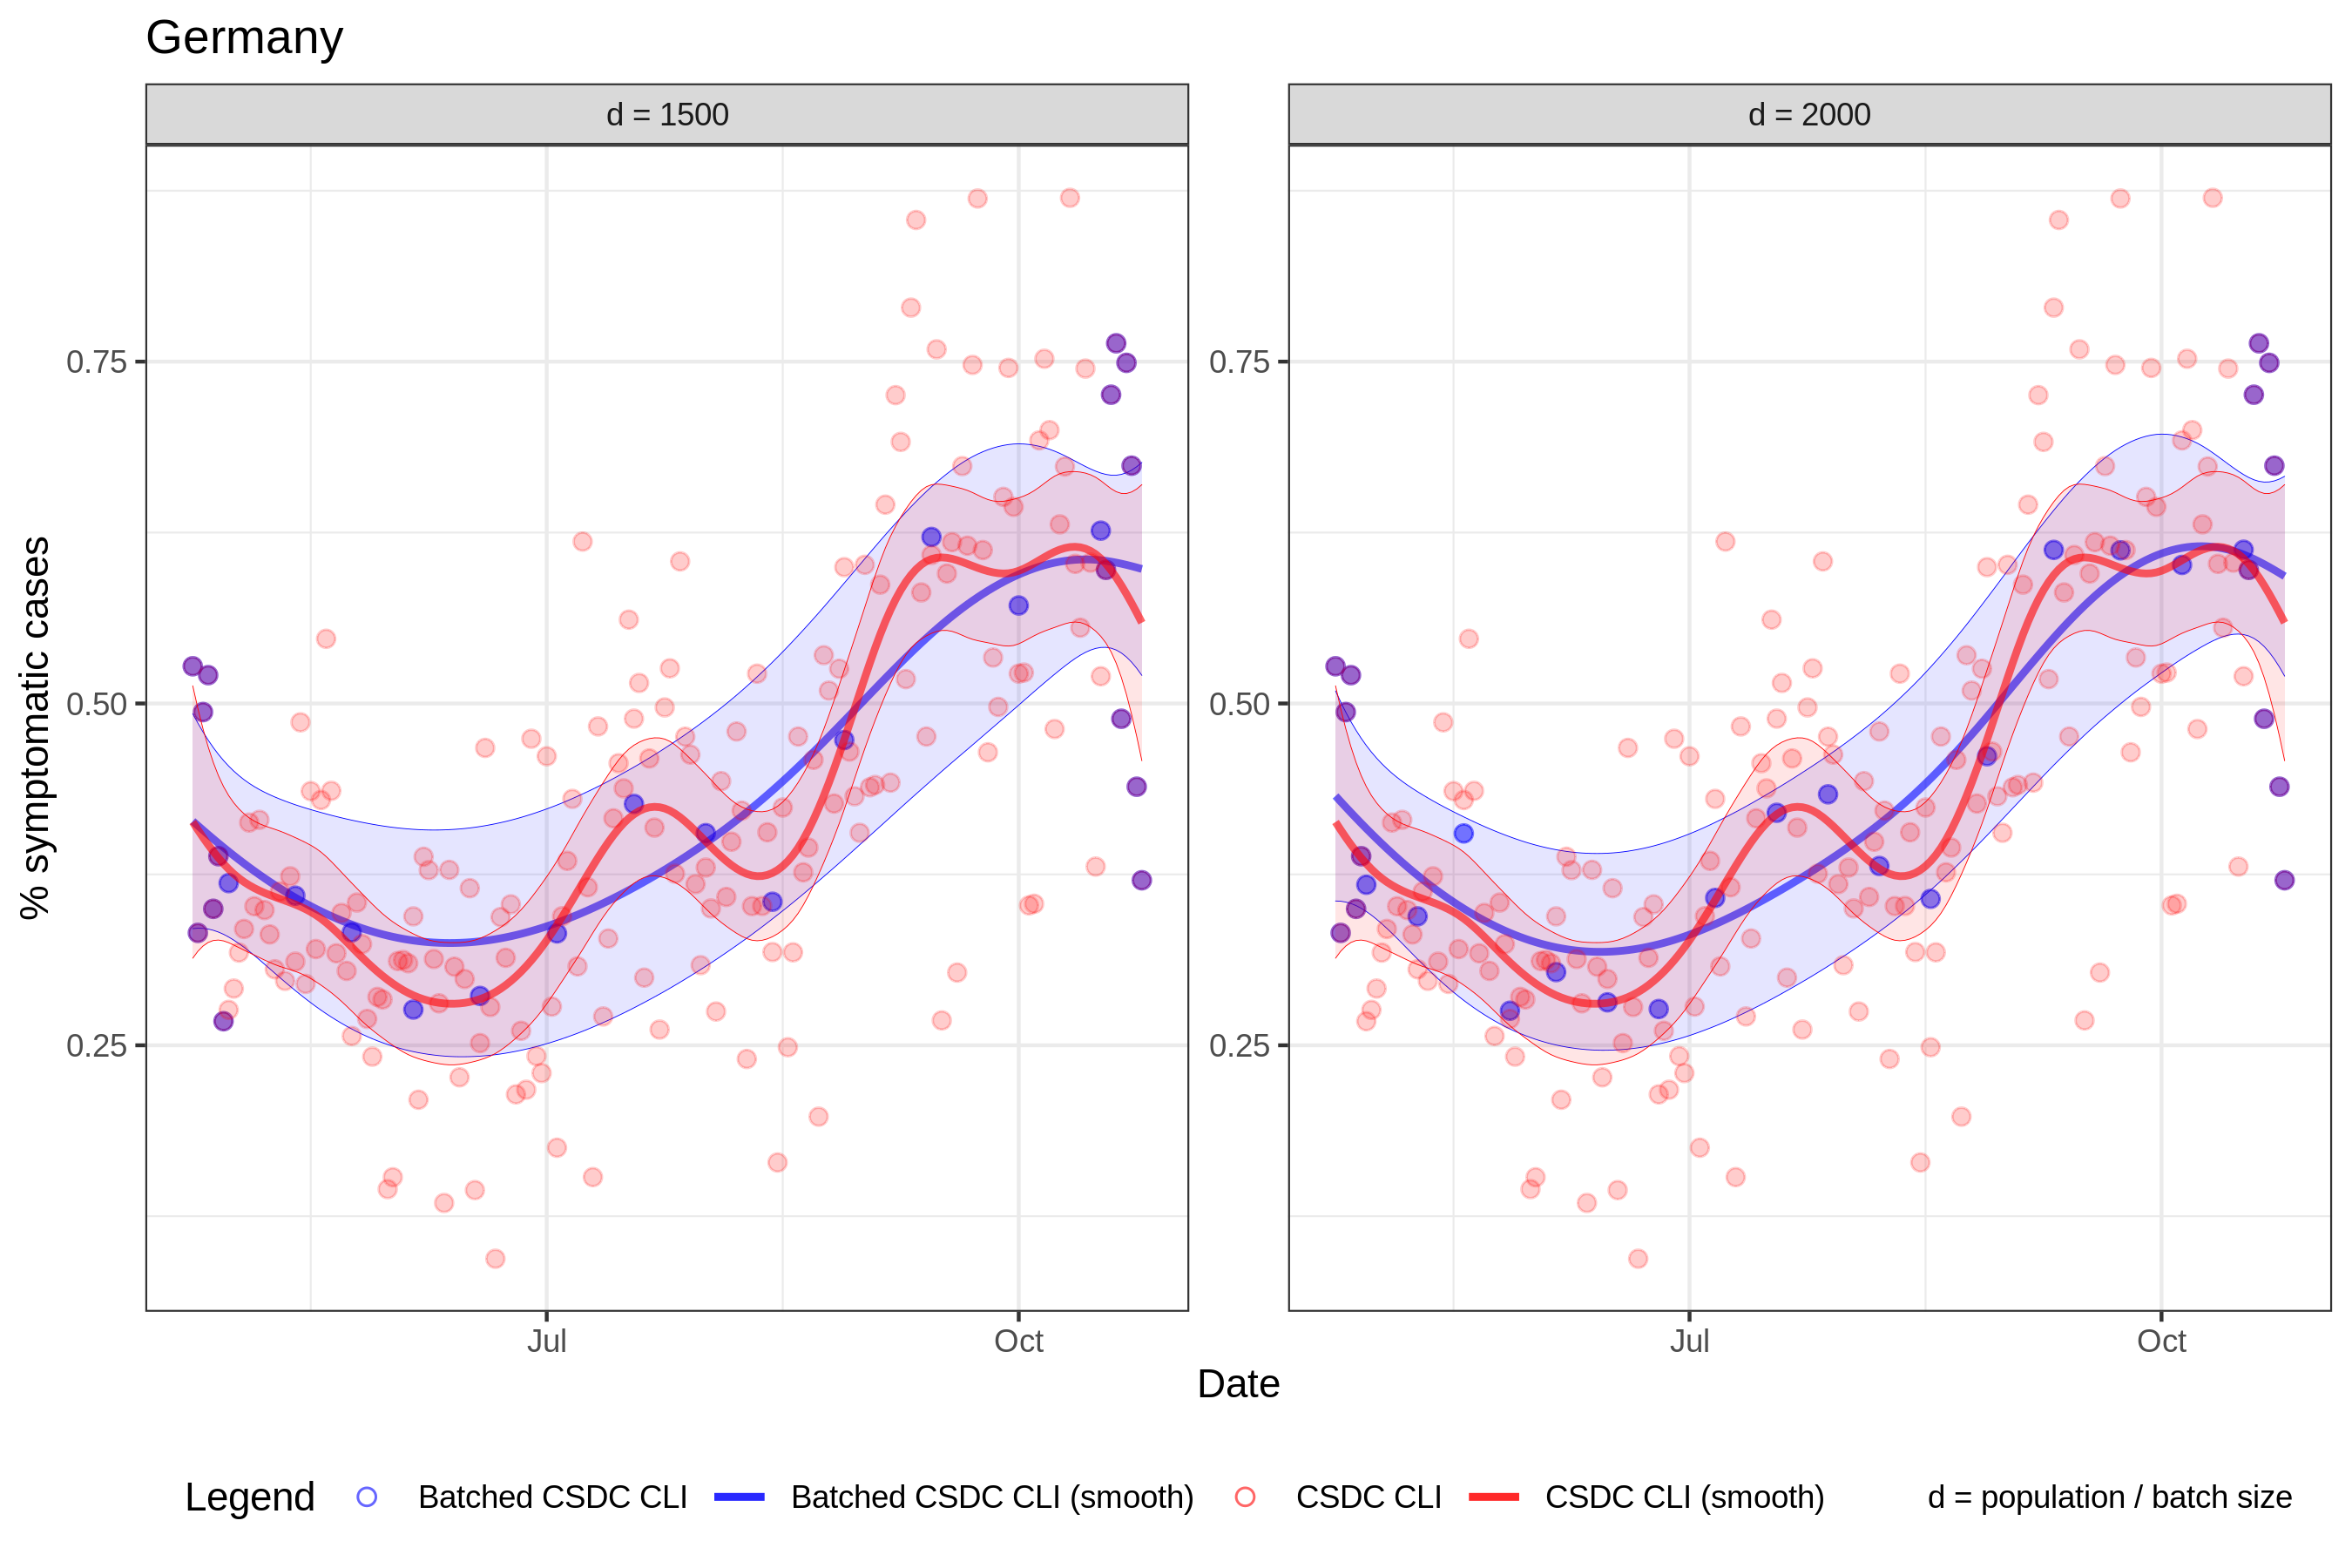 Germany
d = 1500
d = 2000
% symptomatic cases
0.75
0.50
0.25
0.75
0.50
0.25
Jul
Oct
Jul
Oct
Date
Legend
Batched CSDC CLI
Batched CSDC CLI (smooth)
CSDC CLI
CSDC CLI (smooth)
d = population / batch size